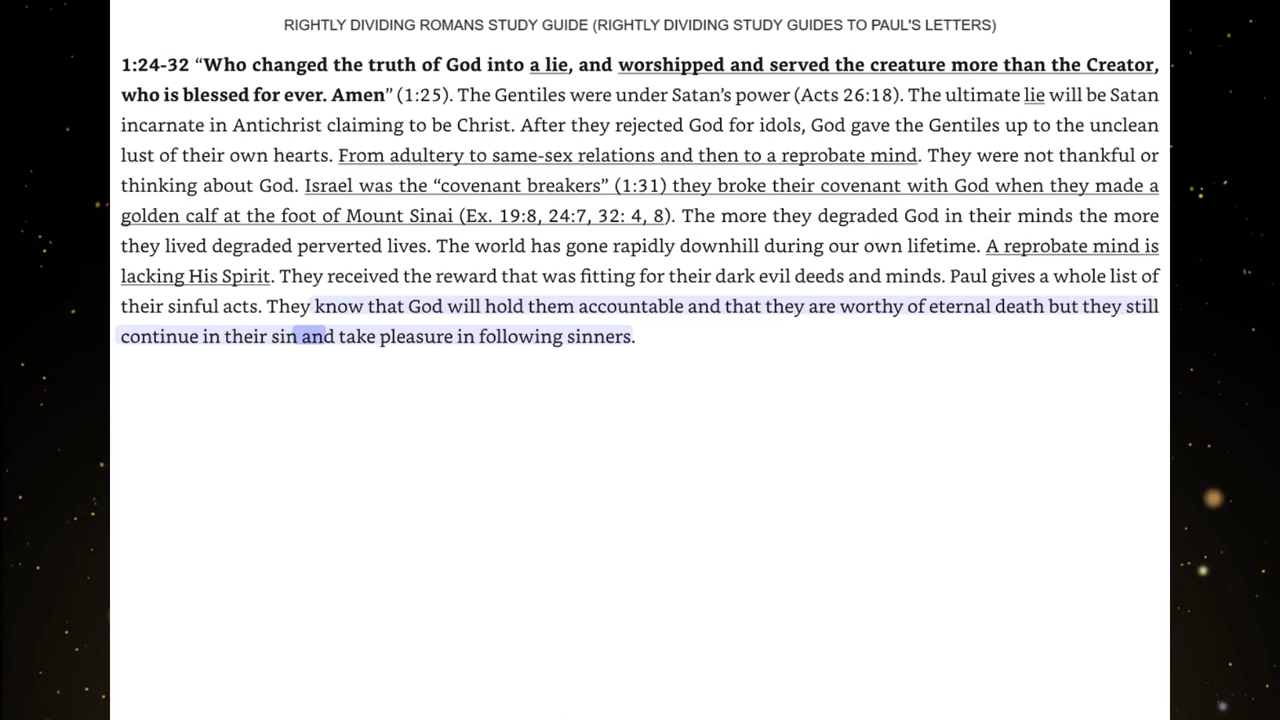 RIGHTLY DIVIDING ROMANS STUDY GUIDE (RIGHTLY DIVIDING STUDY GUIDES TO PAUL'S LETTERS)
1:24-32 “Who changed the truth of God into a lie, and worshipped and served the creature more than the Creator,
who is blessed for ever. Amen” (1:25). The Gentiles were under Satan’s power (Acts 26:18). The ultimate lie will be Satan
incarnate in Antichrist claiming to be Christ. After they rejected God for idols, God gave the Gentiles up to the unclean
lust of their own hearts. From adultery to same-sex relations and then to a reprobate mind. They were not thankful or
thinking about God. Israel was the “covenant breakers” (1:31) they broke their covenant with God when they made a
golden calf at the foot of Mount Sinai (Ex. 19:8, 24:7, 32: 4, 8). The more they degraded God in their minds the more
they lived degraded perverted lives. The world has gone rapidly downhill during our own lifetime. A reprobate mind is
lacking His Spirit. They received the reward that was fitting for their dark evil deeds and minds. Paul gives a whole list of
their sinful acts. They know that God will hold them accountable and that they are worthy of eternal death but they still
continue in their sin and take pleasure in following sinners.